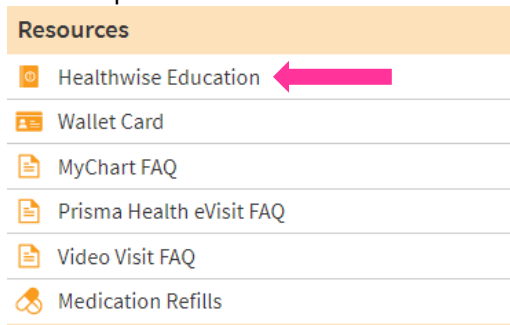 Resources
Healthwise Education
Wallet Card
MyChart FAQ
Prisma Health eVisit FAQ
Video Visit FAQ
Medication Refills